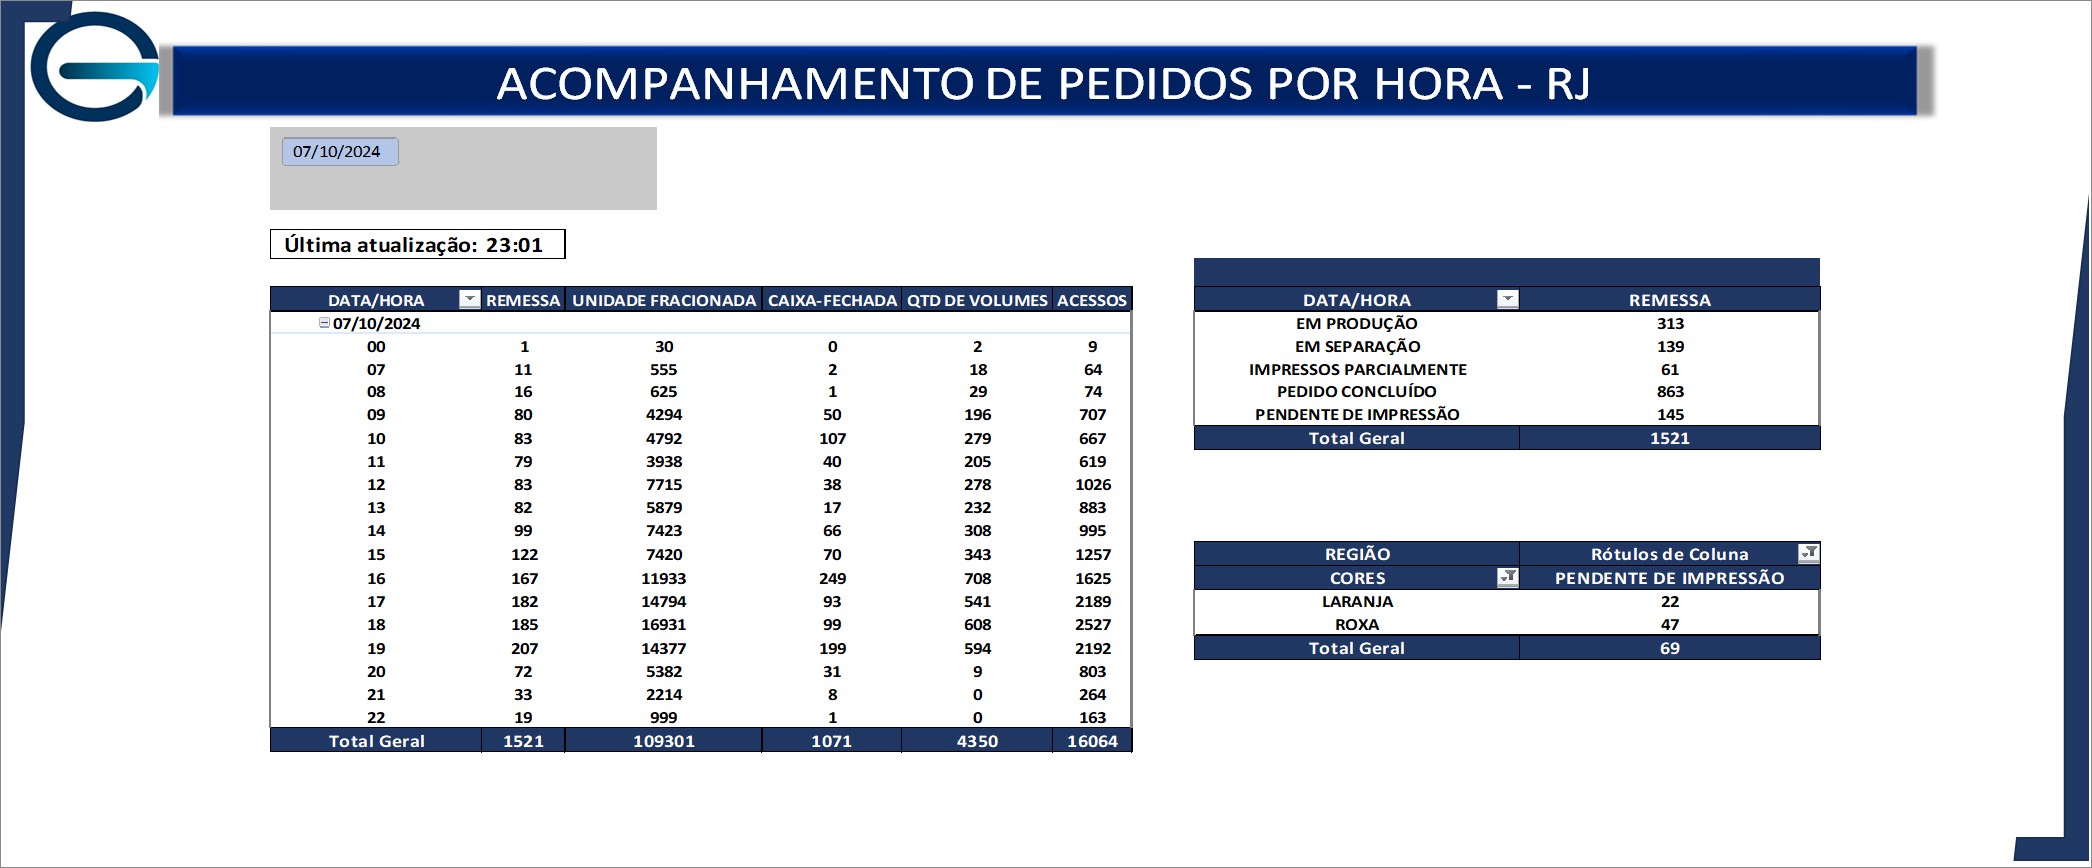 ACOMPANHAMENTO DE PEDIDOS POR HORA - RJ
07/10/2024
Última atualização: 23:01
DATA/HORA REMESSA UNIDADE FRACIONADA CAIXA-FECHADA QTD DE VOLUMES ACESSOS
07/10/2024
00 1 30 0 2 9
07 11 555 2 18 64
08 16 625 1 29 74
09 80 4294 50 196 707
10 83 4792 107 279 667
11 79 3938 40 205 619
12 83 7715 38 278 1026
13 82 5879 17 232 883
14 99 7423 66 308 995
15 122 7420 70 343 1257
16 167 11933 249 708 1625
17 182 14794 93 541 2189
18 185 16931 99 608 2527
19 207 14377 199 594 2192
20 72 5382 31 9 803
21 33 2214 8 0 264
22 19 999 1 0 163
Total Geral 1521 109301 1071 4350 16064
DATA/HORA REMESSA
EM PRODUÇÃO 313
EM SEPARAÇÃO 139
IMPRESSOS PARCIALMENTE 61
PEDIDO CONCLUÍDO 863
PENDENTE DE IMPRESSÃO 145
Total Geral 1521
REGIÃO Rótulos de Coluna
CORES PENDENTE DE IMPRESSÃO
LARANJA 22
ROXA 47
Total Geral 69